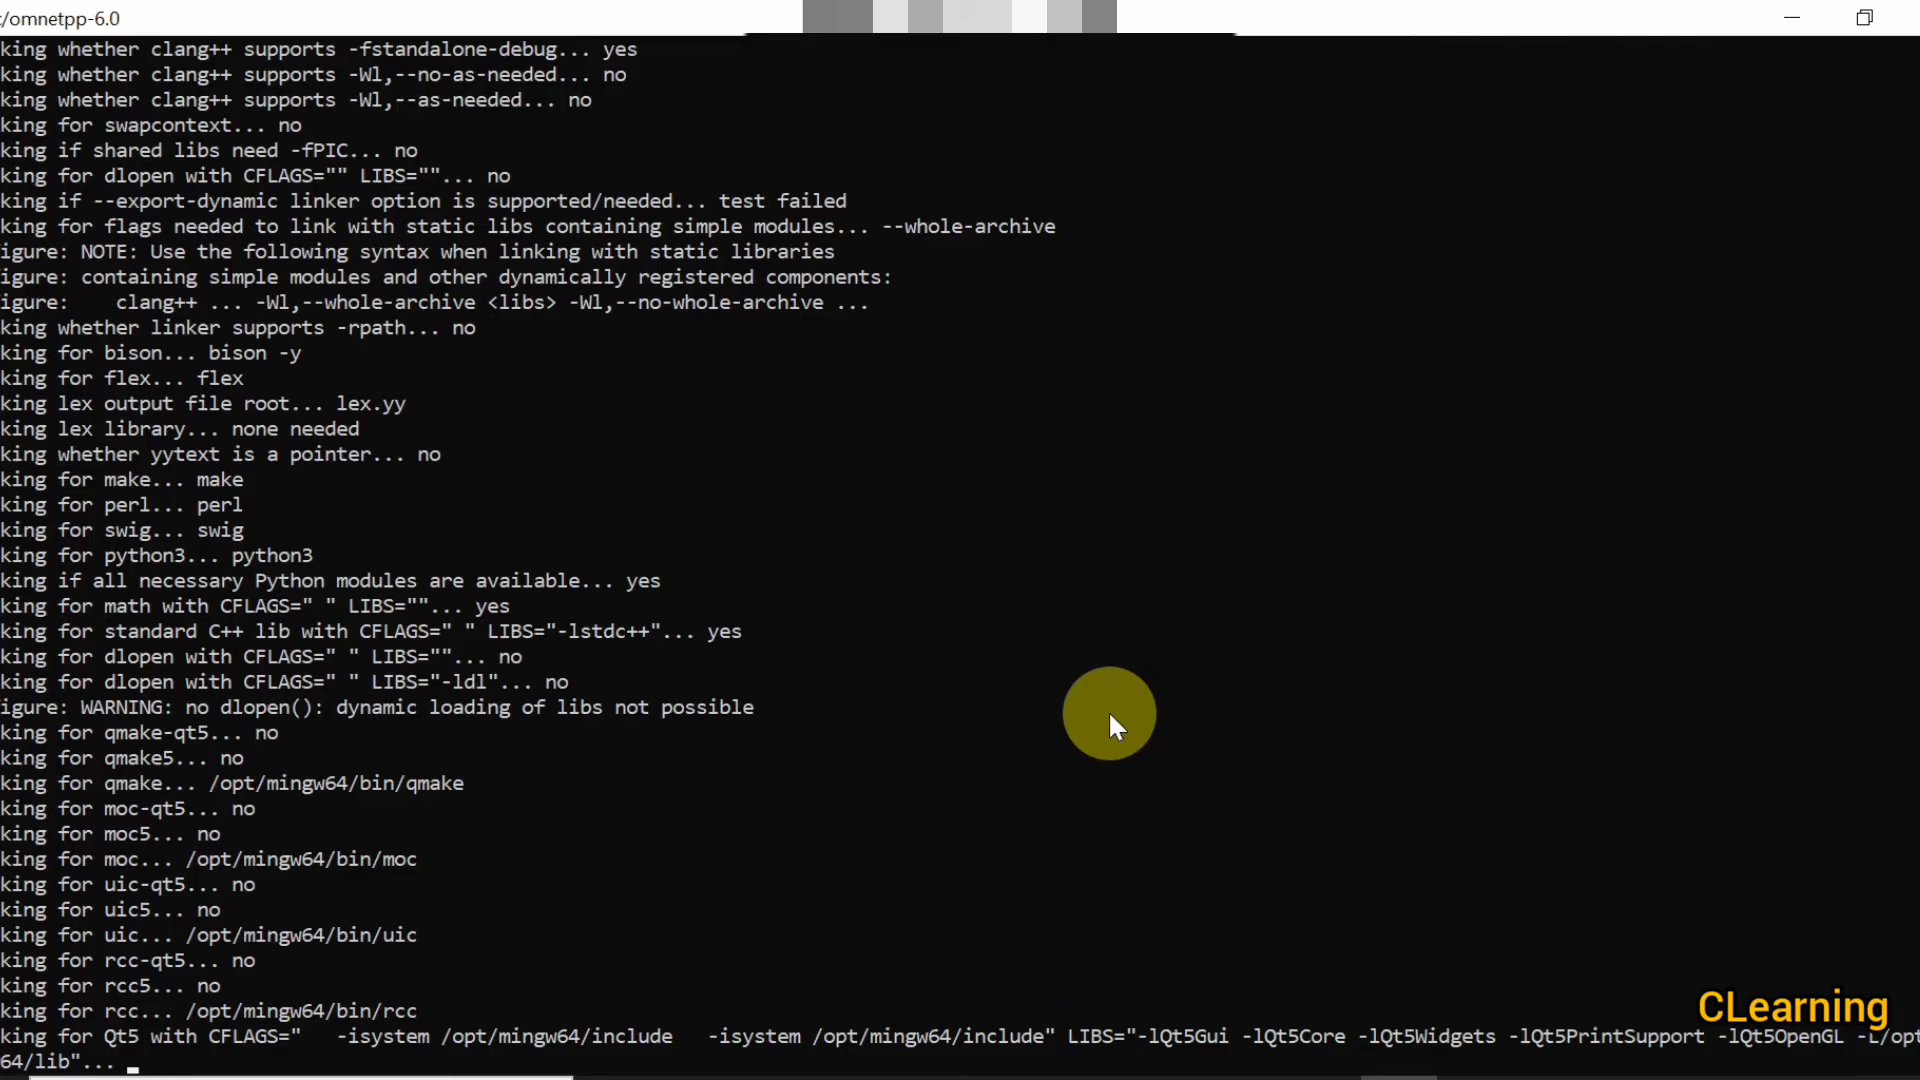 :/omnetpp-6.0
king whether clang++ supports -fstandalone-debug... yes
king whether clang++ supports -Wl,--no-as-needed... no
king whether clang++ supports -Wl,--as-needed... no
king for swapcontext... no
king if shared libs need -fPIC... no
king for dlopen with CFLAGS="" LIBS=""... no
king if --export-dynamic linker option is supported/needed... test failed
king for flags needed to link with static libs containing simple modules... --whole-archive
igure: NOTE: Use the following syntax when linking with static libraries
igure: containing simple modules and other dynamically registered components:
igure:    clang++ ... -Wl,--whole-archive <libs> -Wl,--no-whole-archive ...
king whether linker supports -rpath... no
king for bison... bison -y
king for flex... flex
king lex output file root... lex.yy
king lex library... none needed
king whether yytext is a pointer... no
king for make... make
king for perl... perl
king for swig... swig
king for python3... python3
king if all necessary Python modules are available... yes
king for math with CFLAGS=" " LIBS=""... yes
king for standard C++ lib with CFLAGS=" " LIBS="-lstdc++"... yes
king for dlopen with CFLAGS=" " LIBS=""... no
king for dlopen with CFLAGS=" " LIBS="-ldl"... no
igure: WARNING: no dlopen(): dynamic loading of libs not possible
king for qmake-qt5... no
king for qmake5... no
king for qmake... /opt/mingw64/bin/qmake
king for moc-qt5... no
king for moc5... no
king for moc... /opt/mingw64/bin/moc
king for uic-qt5... no
king for uic5... no
king for uic... /opt/mingw64/bin/uic
king for rcc-qt5... no
king for rcc5... no
king for rcc... /opt/mingw64/bin/rcc
CLearning
king for Qt5 with CFLAGS="   -isystem /opt/mingw64/include   -isystem /opt/mingw64/include" LIBS="-lQt5Gui -lQt5Core -lQt5Widgets -lQt5PrintSupport -lQt5OpenGL -L/opt
64/lib"...